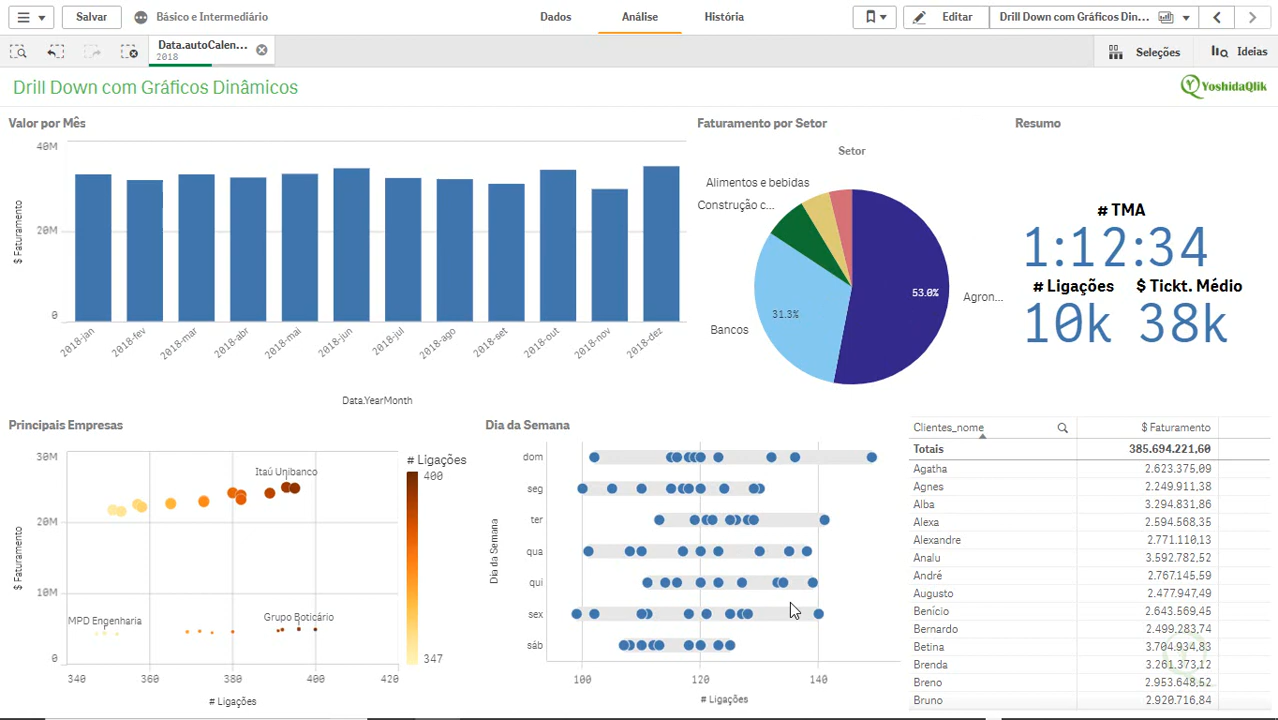 Salvar
Básico e Intermediário
Dados
Análise
História
Editar
Drill Down com Gráficos Din...
Data.autoCalen...
2018
Seleções
Ideias
Drill Down com Gráficos Dinâmicos
YoshidaQlik
Valor por Mês
40M
20M
0
$ Faturamento
2018-jan
2018-fev
2018-mar
2018-abr
2018-mai
2018-jun
2018-jul
2018-ago
2018-set
2018-out
2018-nov
2018-dez
Data.YearMonth
Faturamento por Setor
Setor
Alimentos e bebidas
Construção c...
Bancos
Agron...
53.0%
31.3%
Resumo
# TMA
1:12:34
# Ligações
$ Tickt. Médio
10k
38k
Principais Empresas
30M
20M
10M
0
$ Faturamento
Itaú Unibanco
MPD Engenharia
Grupo Boticário
340
360
380
400
420
# Ligações
# Ligações
400
347
Dia da Semana
Dia da Semana
dom
seg
ter
qua
qui
sex
sáb
100
120
140
# Ligações
Clientes_nome $ Faturamento
Totais 385.694.221,60
Agatha 2.623.375,09
Agnes 2.249.911,38
Alba 3.294.831,86
Alexa 2.594.568,35
Alexandre 2.771.110,13
Analu 3.592.782,52
André 2.767.145,59
Augusto 2.477.947,49
Benício 2.643.569,45
Bernardo 2.499.283,74
Betina 3.704.934,83
Brenda 3.261.373,12
Breno 2.953.648,52
Bruno 2.920.716,84